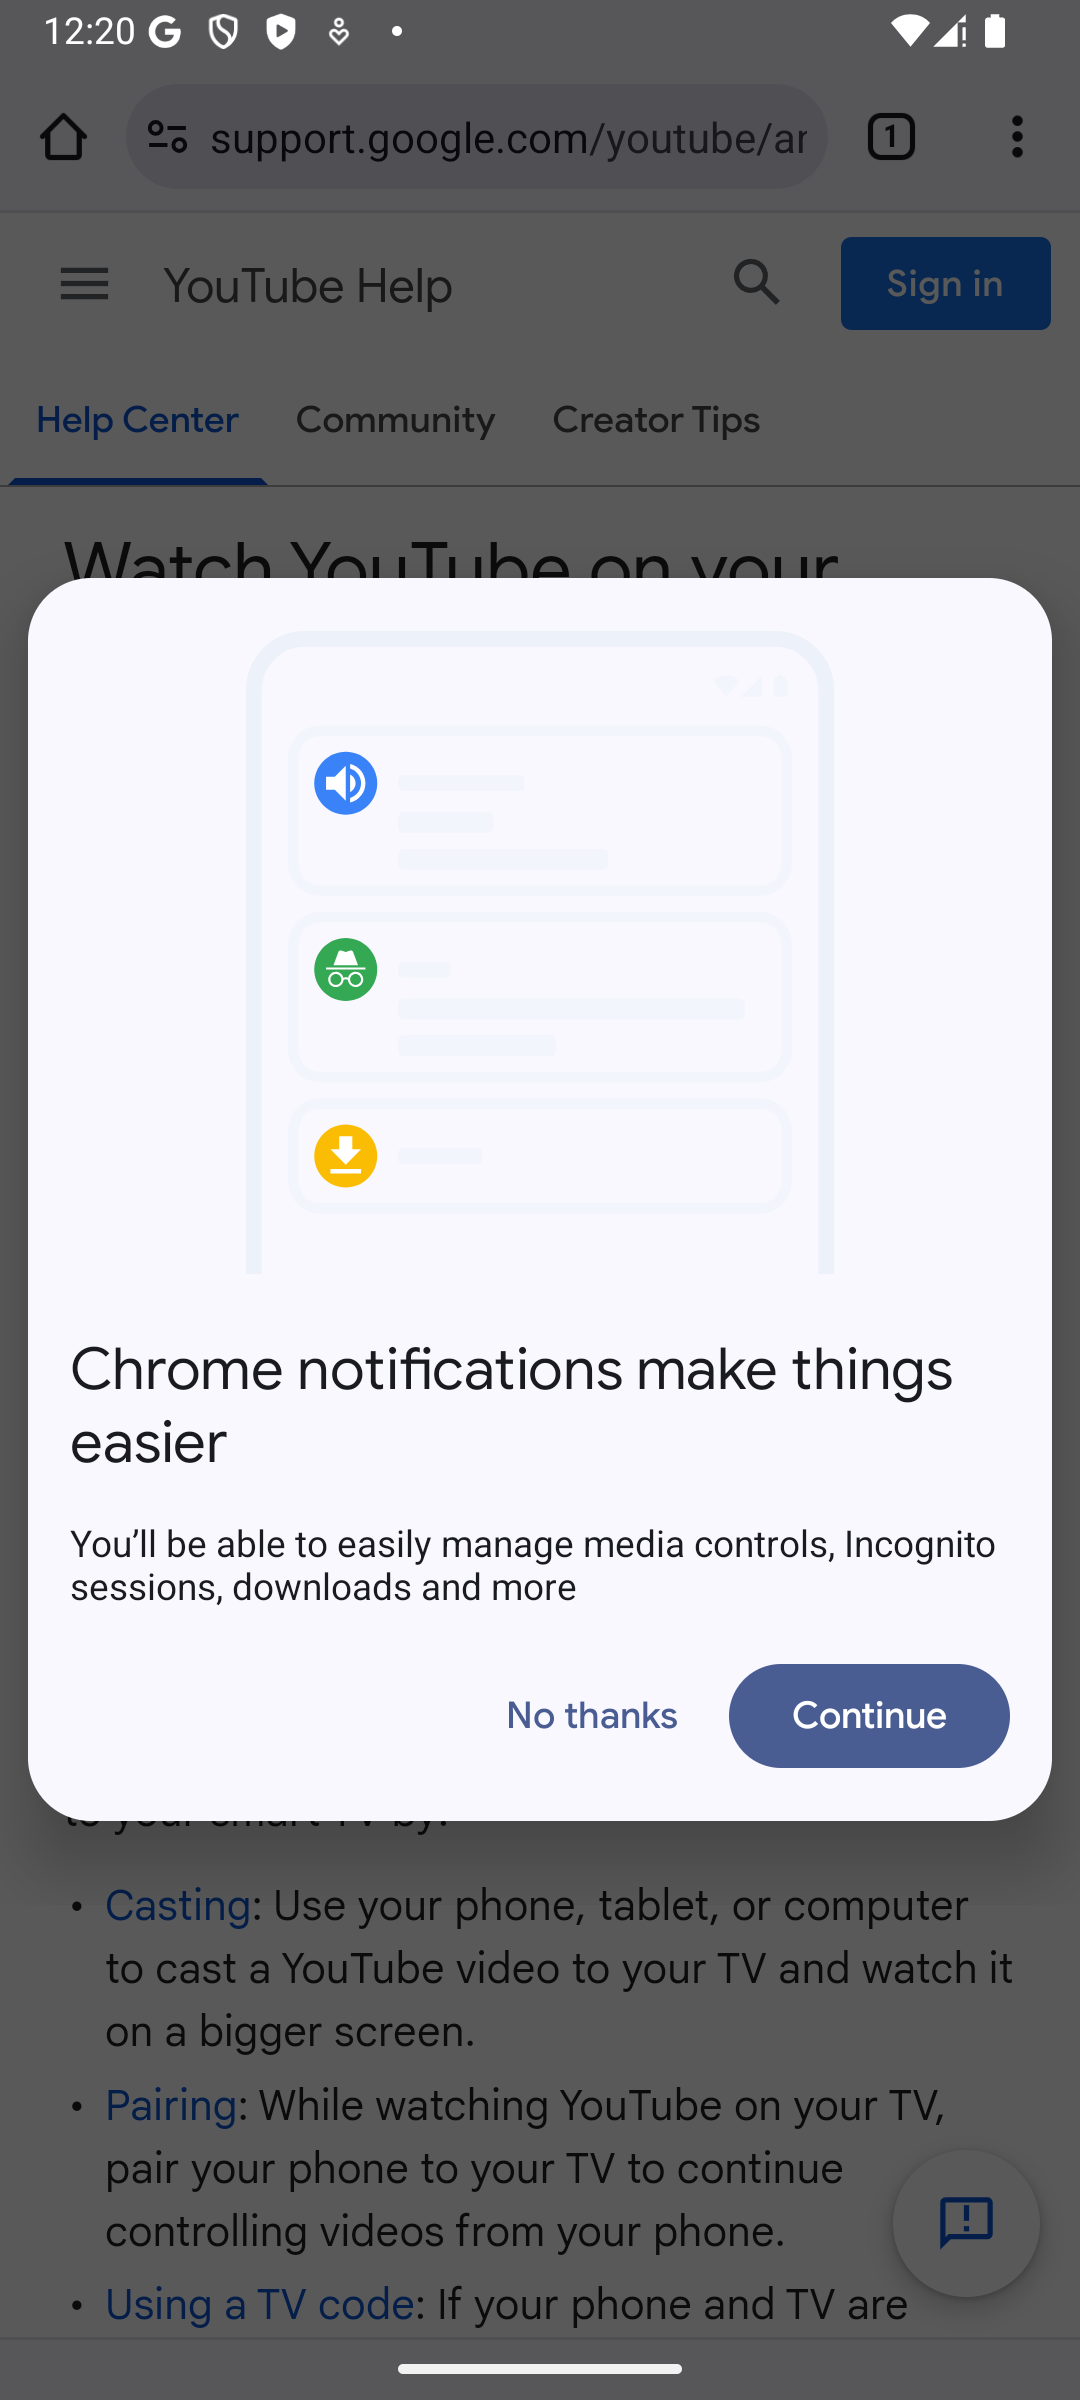 12:20
support.google.com/youtube/ar
1
YouTube Help
Sign in
Help Center
Community
Creator Tips
Watch YouTube on your
Chrome notifications make things
easier
You’ll be able to easily manage media controls, Incognito
sessions, downloads and more
No thanks
Continue
to your smart TV by:
• Casting: Use your phone, tablet, or computer
to cast a YouTube video to your TV and watch it
on a bigger screen.
• Pairing: While watching YouTube on your TV,
pair your phone to your TV to continue
controlling videos from your phone.
• Using a TV code: If your phone and TV are